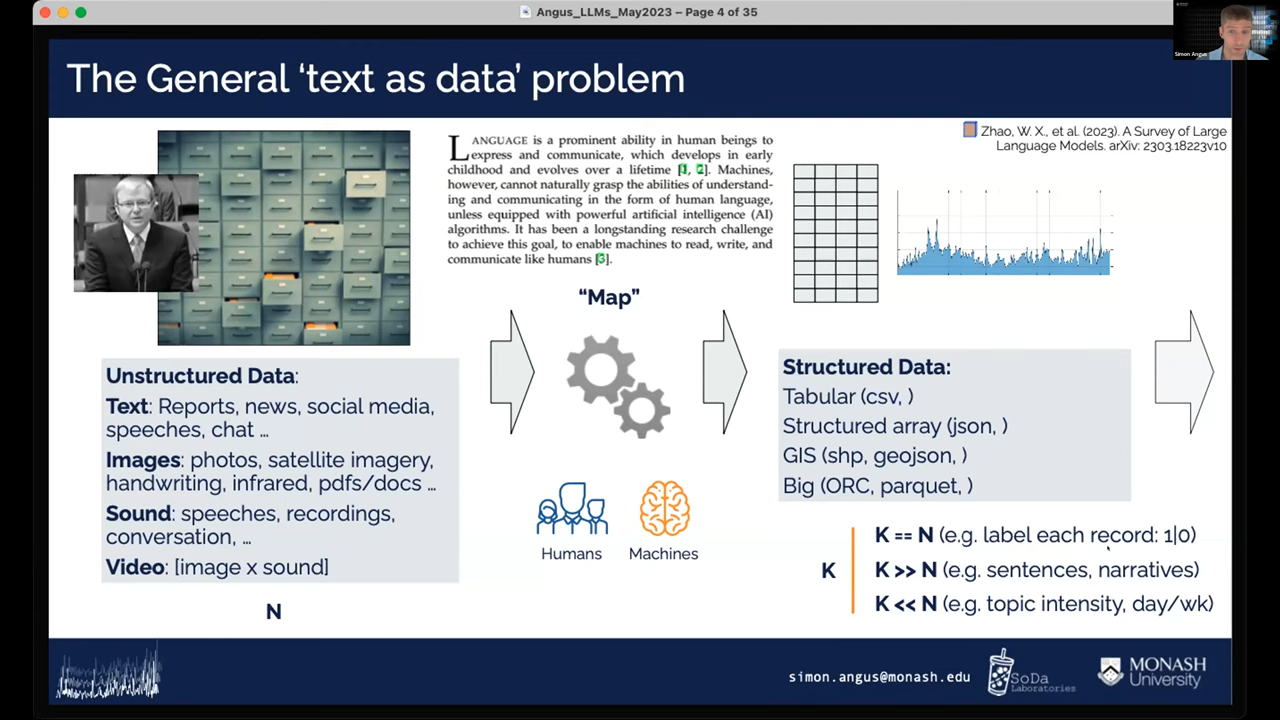 Angus_LLMs_May2023 – Page 4 of 35
Simon Angus
The General ‘text as data’ problem
LANGUAGE is a prominent ability in human beings to
express and communicate, which develops in early
childhood and evolves over a lifetime [1, 2]. Machines,
however, cannot naturally grasp the abilities of understand-
ing and communicating in the form of human language,
unless equipped with powerful artificial intelligence (AI)
algorithms. It has been a longstanding research challenge
to achieve this goal, to enable machines to read, write, and
communicate like humans [3].
Zhao, W. X., et al. (2023). A Survey of Large
Language Models. arXiv: 2303.18223v10
“Map”
Unstructured Data:
Text: Reports, news, social media,
speeches, chat …
Images: photos, satellite imagery,
handwriting, infrared, pdfs/docs …
Sound: speeches, recordings,
conversation, …
Video: [image x sound]
N
Humans
Machines
Structured Data:
Tabular (csv, )
Structured array (json, )
GIS (shp, geojson, )
Big (ORC, parquet, )
K
K == N (e.g. label each record: 1|0)
K >> N (e.g. sentences, narratives)
K << N (e.g. topic intensity, day/wk)
simon.angus@monash.edu
SoDa
Laboratories
MONASH
University